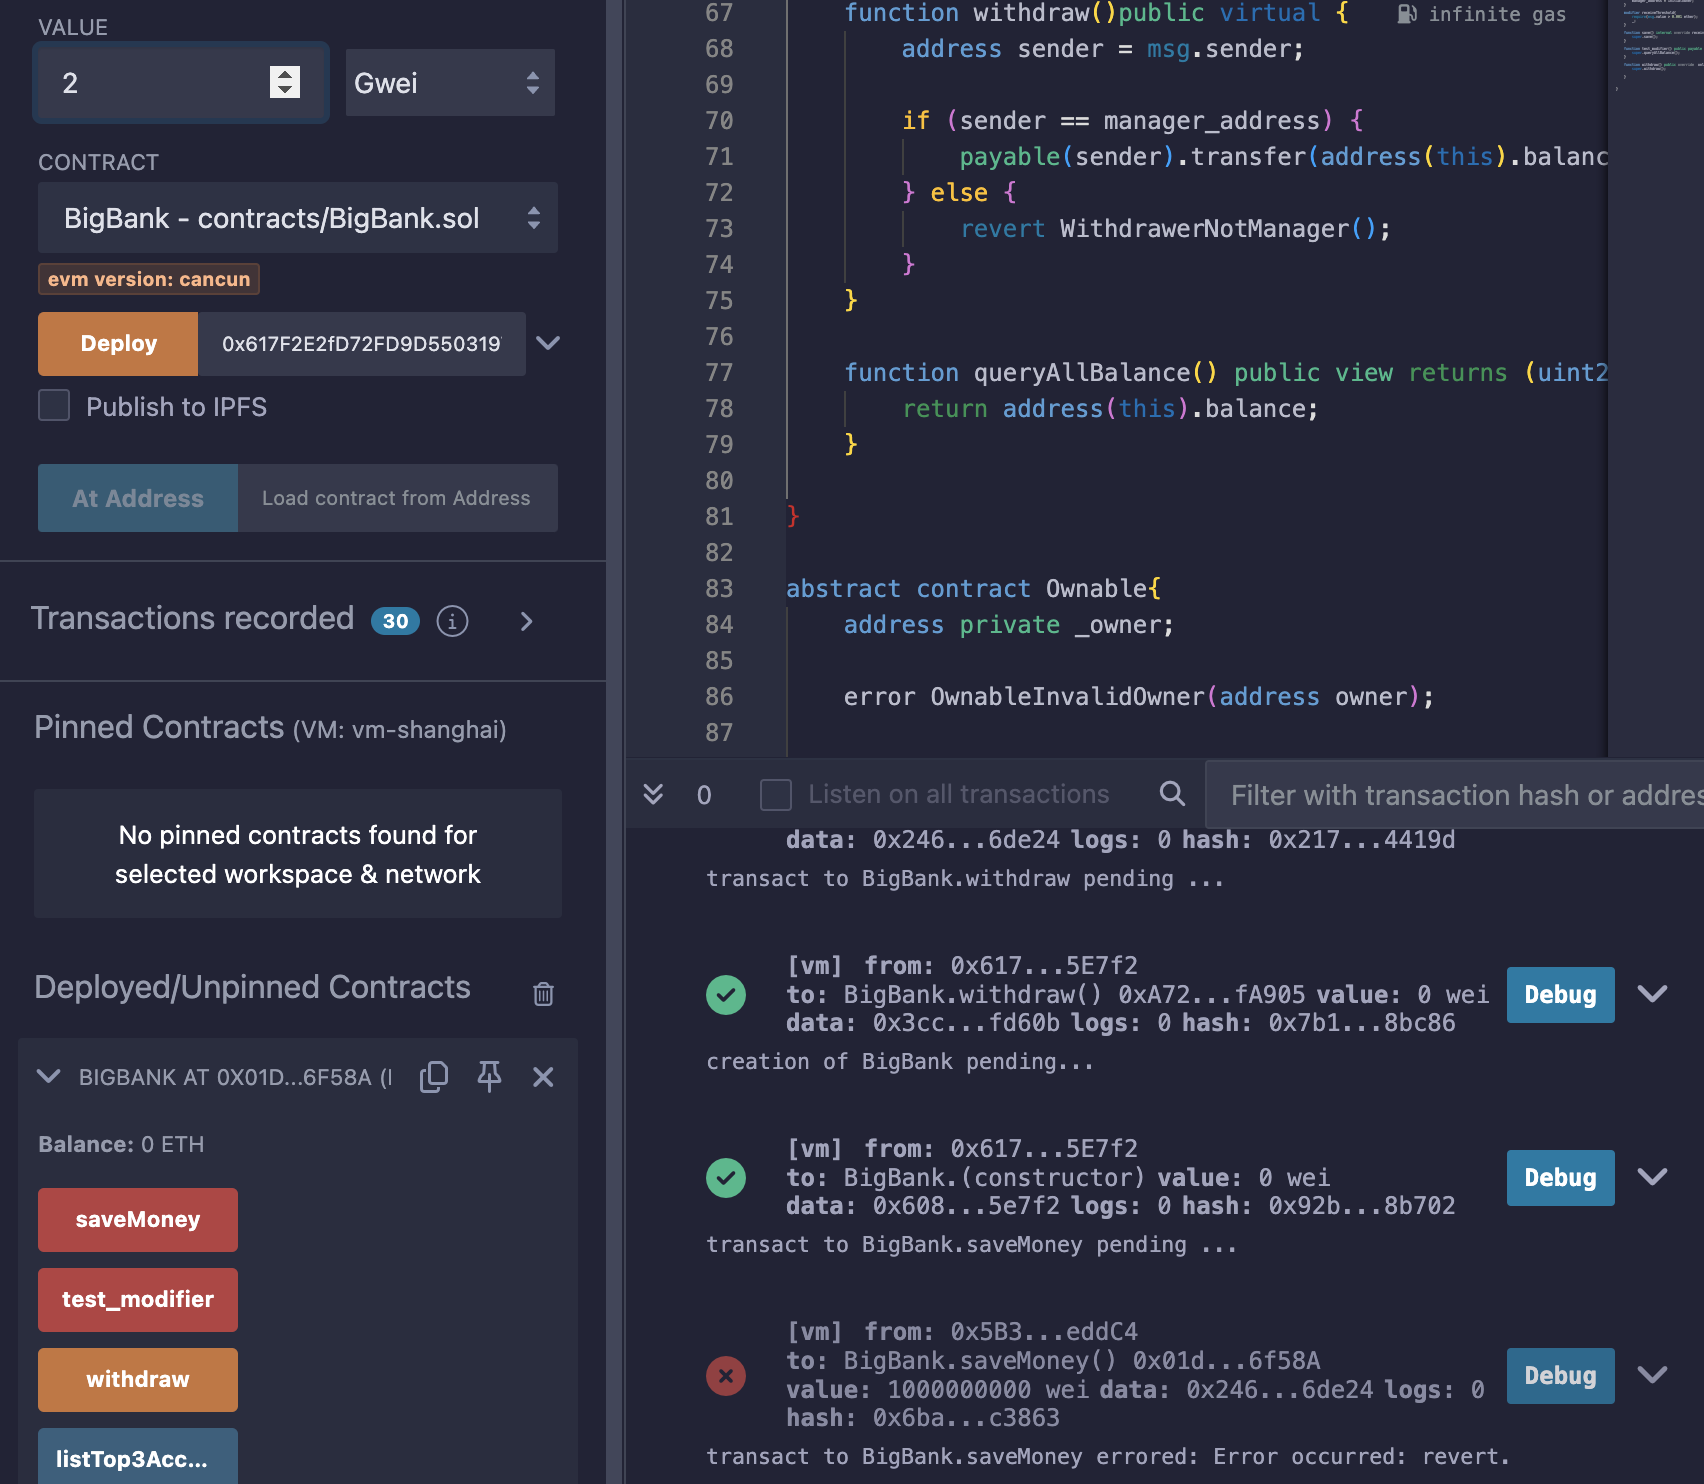 VALUE
2
Gwei
CONTRACT
BigBank - contracts/BigBank.sol
evm version: cancun
Deploy
0x617F2E2fD72FD9D550319
Publish to IPFS
At Address
Load contract from Address
Transactions recorded 30 i
Pinned Contracts (VM: vm-shanghai)
No pinned contracts found for
selected workspace & network
Deployed/Unpinned Contracts
BIGBANK AT 0X01D...6F58A (
Balance: 0 ETH
saveMoney
test_modifier
withdraw
listTop3Acc...
67 function withdraw()public virtual { infinite gas
68 address sender = msg.sender;
69
70 if (sender == manager_address) {
71 payable(sender).transfer(address(this).balanc
72 } else {
73 revert WithdrawerNotManager();
74 }
75 }
76
77 function queryAllBalance() public view returns (uint2
78 return address(this).balance;
79 }
80
81 }
82
83 abstract contract Ownable{
84 address private _owner;
85
86 error OwnableInvalidOwner(address owner);
87
0 Listen on all transactions
Filter with transaction hash or addres
data: 0x246...6de24 logs: 0 hash: 0x217...4419d
transact to BigBank.withdraw pending ...
[vm] from: 0x617...5E7f2
to: BigBank.withdraw() 0xA72...fA905 value: 0 wei
data: 0x3cc...fd60b logs: 0 hash: 0x7b1...8bc86
Debug
creation of BigBank pending...
[vm] from: 0x617...5E7f2
to: BigBank.(constructor) value: 0 wei
data: 0x608...5e7f2 logs: 0 hash: 0x92b...8b702
Debug
transact to BigBank.saveMoney pending ...
[vm] from: 0x5B3...eddC4
to: BigBank.saveMoney() 0x01d...6f58A
value: 1000000000 wei data: 0x246...6de24 logs: 0
hash: 0x6ba...c3863
Debug
transact to BigBank.saveMoney errored: Error occurred: revert.